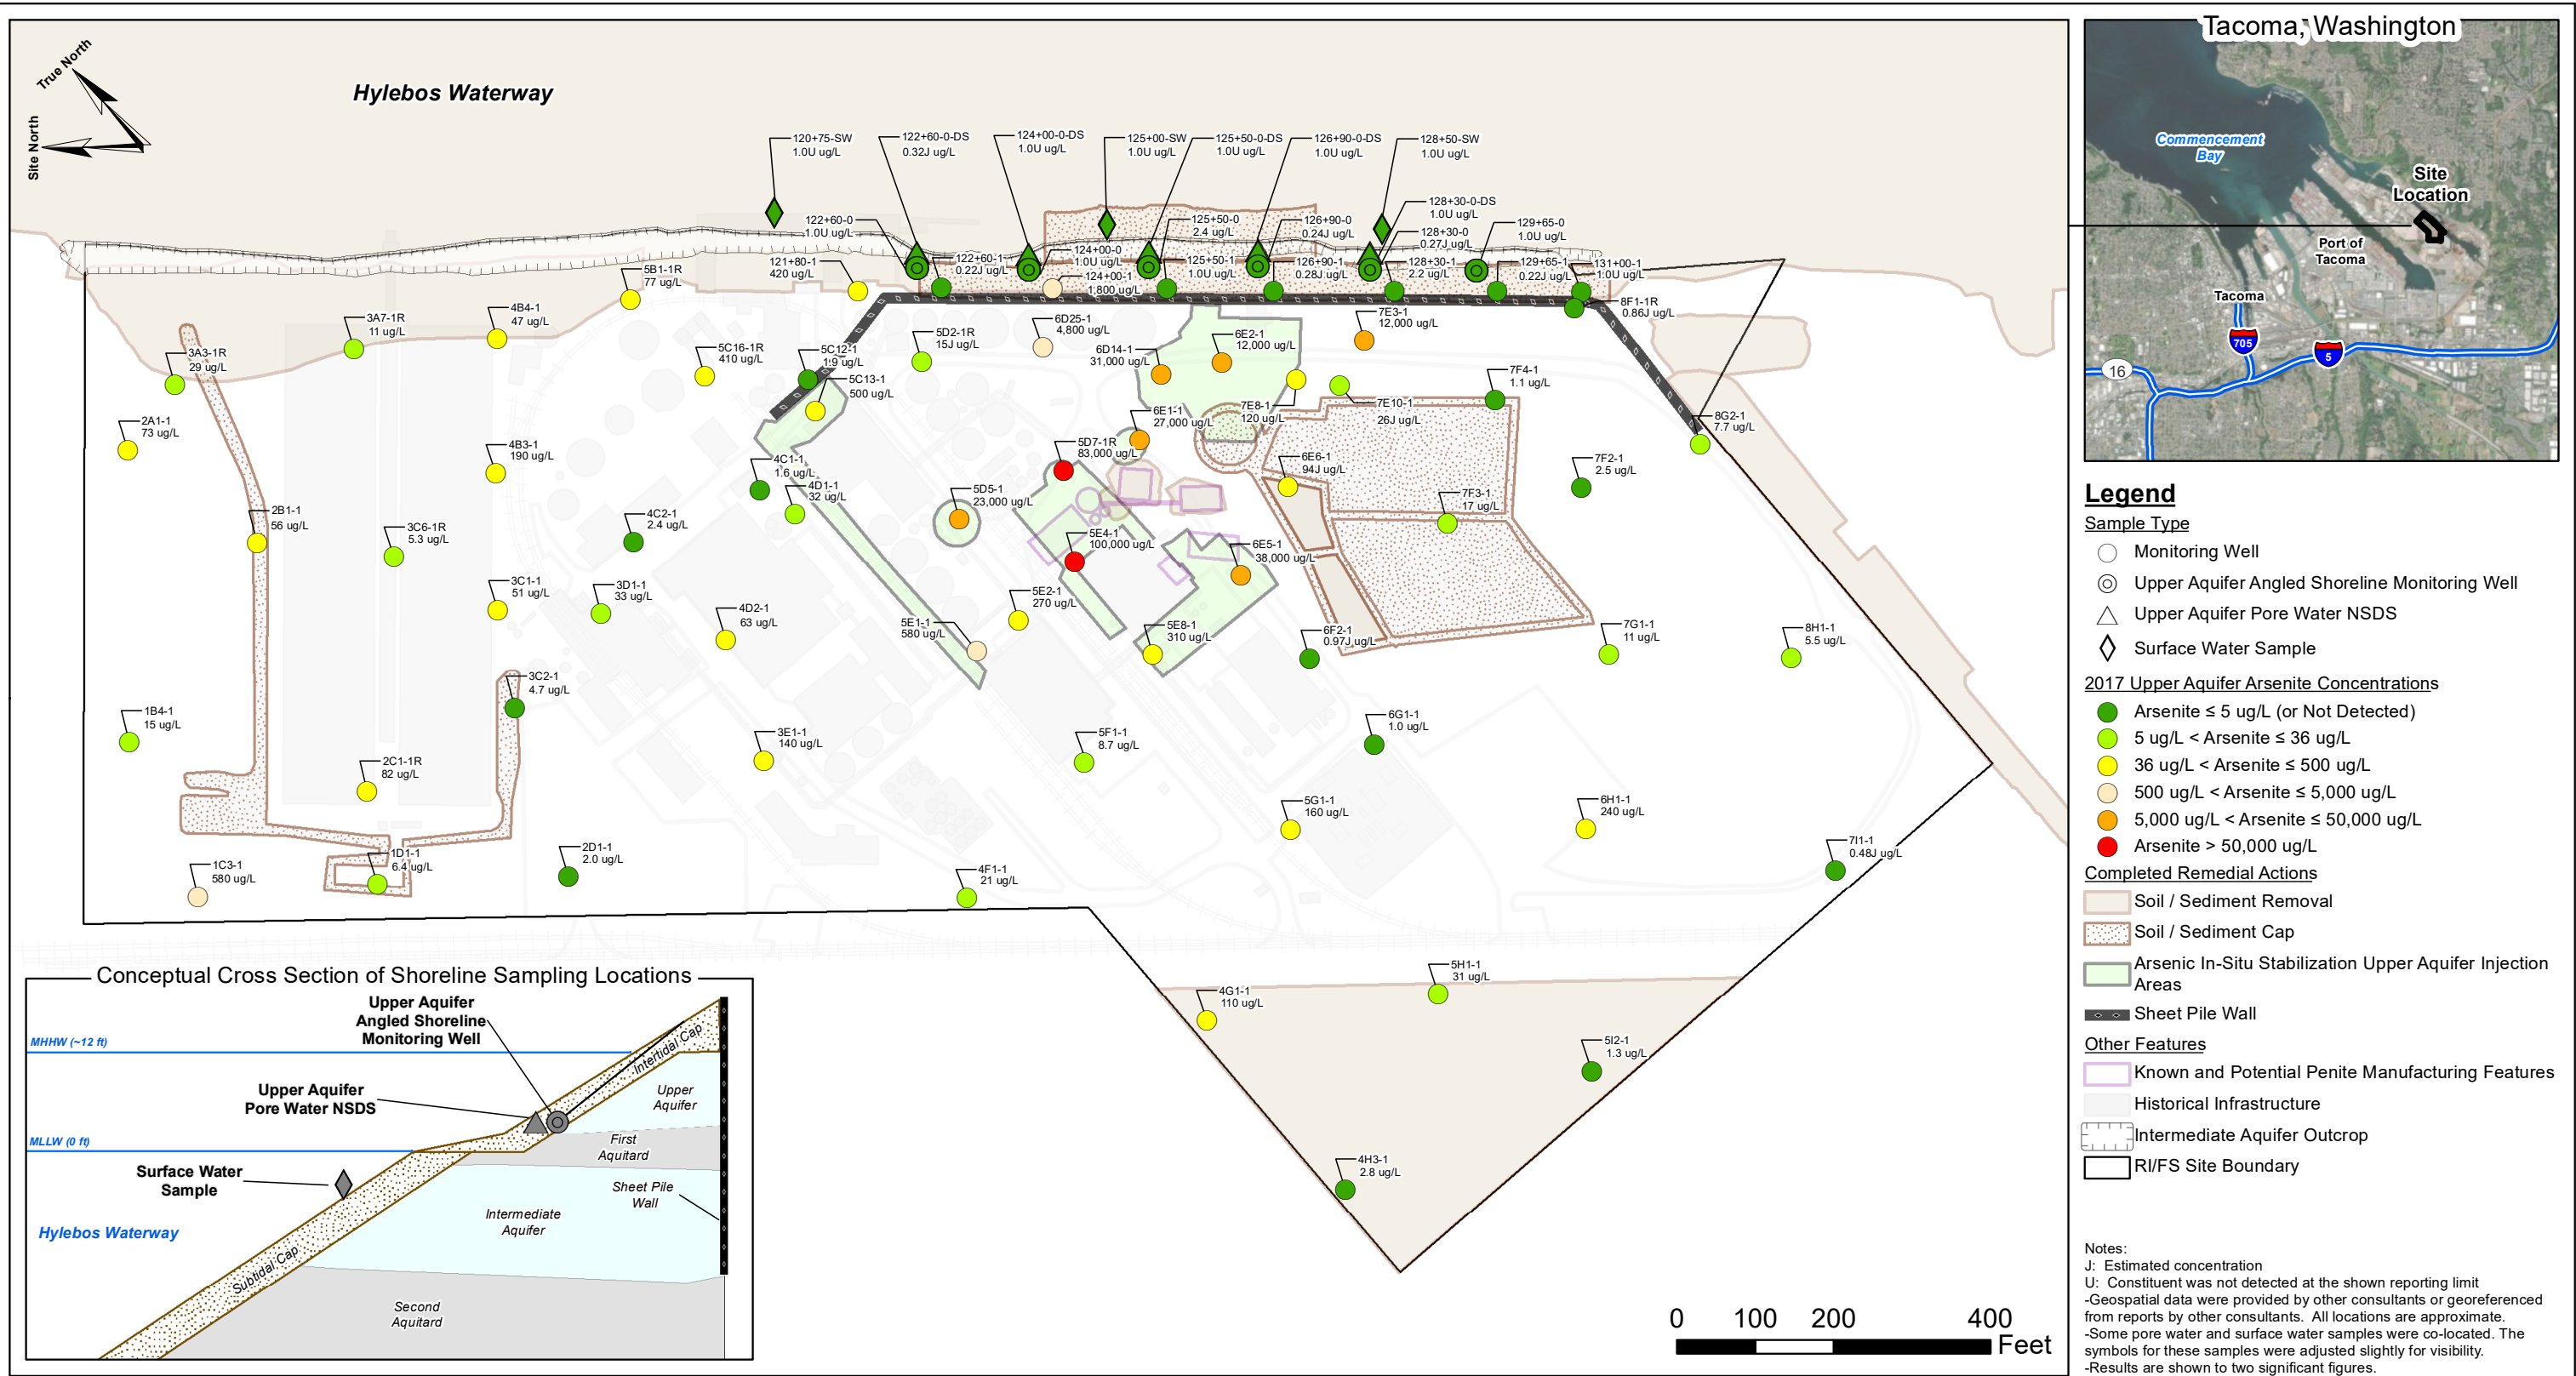 True North
Site North
Hylebos Waterway
120+75-SW
1.0U ug/L
122+60-0-DS
0.32J ug/L
124+00-0-DS
1.0U ug/L
125+00-SW
1.0U ug/L
125+50-0-DS
1.0U ug/L
126+90-0-DS
1.0U ug/L
128+50-SW
1.0U ug/L
128+30-0-DS
1.0U ug/L
122+60-0
1.0U ug/L
125+50-0
2.4 ug/L
126+90-0
0.24J ug/L
128+30-0
0.27J ug/L
129+65-0
1.0U ug/L
121+80-1
420 ug/L
122+60-1
0.22J ug/L
124+00-0
1.0U ug/L
124+00-1
1,800 ug/L
125+50-1
1.0U ug/L
126+90-1
0.28J ug/L
128+30-1
2.2 ug/L
129+65-1
0.22J ug/L
131+00-1
1.0U ug/L
8F1-1R
0.86J ug/L
5B1-1R
77 ug/L
4B4-1
47 ug/L
3A7-1R
11 ug/L
3A3-1R
29 ug/L
5C16-1R
410 ug/L
5C12-1
1.9 ug/L
5C13-1
500 ug/L
5D2-1R
15J ug/L
6D25-1
4,800 ug/L
6D14-1
31,000 ug/L
6E2-1
12,000 ug/L
7E3-1
12,000 ug/L
7E8-1
120 ug/L
7E10-1
26J ug/L
7F4-1
1.1 ug/L
8G2-1
7.7 ug/L
2A1-1
73 ug/L
4B3-1
190 ug/L
4C1-1
1.6 ug/L
4D1-1
32 ug/L
5D7-1R
83,000 ug/L
6E1-1
27,000 ug/L
6E6-1
94J ug/L
7F2-1
2.5 ug/L
7F3-1
17 ug/L
2B1-1
56 ug/L
3C6-1R
5.3 ug/L
4C2-1
2.4 ug/L
5D5-1
23,000 ug/L
5E4-1
100,000 ug/L
6E5-1
38,000 ug/L
3C1-1
51 ug/L
3D1-1
33 ug/L
4D2-1
63 ug/L
5E1-1
580 ug/L
5E2-1
270 ug/L
5E8-1
310 ug/L
6F2-1
0.97J ug/L
7G1-1
11 ug/L
8H1-1
5.5 ug/L
3C2-1
4.7 ug/L
1B4-1
15 ug/L
2C1-1R
82 ug/L
3E1-1
140 ug/L
5F1-1
8.7 ug/L
6G1-1
1.0 ug/L
5G1-1
160 ug/L
6H1-1
240 ug/L
7I1-1
0.48J ug/L
1C3-1
580 ug/L
1D1-1
6.4 ug/L
2D1-1
2.0 ug/L
4F1-1
21 ug/L
4G1-1
110 ug/L
5H1-1
31 ug/L
5I2-1
1.3 ug/L
4H3-1
2.8 ug/L
Conceptual Cross Section of Shoreline Sampling Locations
Upper Aquifer
Angled Shoreline
Monitoring Well
MHHW (~12 ft)
Intertidal Cap
Upper Aquifer
Pore Water NSDS
Upper
Aquifer
MLLW (0 ft)
First
Aquitard
Surface Water
Sample
Sheet Pile
Wall
Intermediate
Aquifer
Hylebos Waterway
Subtidal Cap
Second
Aquitard
0 100 200 400
Feet
Tacoma, Washington
Commencement
Bay
Site
Location
Port of
Tacoma
Tacoma
705
5
16
Legend
Sample Type
Monitoring Well
Upper Aquifer Angled Shoreline Monitoring Well
Upper Aquifer Pore Water NSDS
Surface Water Sample
2017 Upper Aquifer Arsenite Concentrations
Arsenite ≤ 5 ug/L (or Not Detected)
5 ug/L < Arsenite ≤ 36 ug/L
36 ug/L < Arsenite ≤ 500 ug/L
500 ug/L < Arsenite ≤ 5,000 ug/L
5,000 ug/L < Arsenite ≤ 50,000 ug/L
Arsenite > 50,000 ug/L
Completed Remedial Actions
Soil / Sediment Removal
Soil / Sediment Cap
Arsenic In-Situ Stabilization Upper Aquifer Injection
Areas
Sheet Pile Wall
Other Features
Known and Potential Penite Manufacturing Features
Historical Infrastructure
Intermediate Aquifer Outcrop
RI/FS Site Boundary
Notes:
J: Estimated concentration
U: Constituent was not detected at the shown reporting limit
-Geospatial data were provided by other consultants or georeferenced
from reports by other consultants. All locations are approximate.
-Some pore water and surface water samples were co-located. The
symbols for these samples were adjusted slightly for visibility.
-Results are shown to two significant figures.